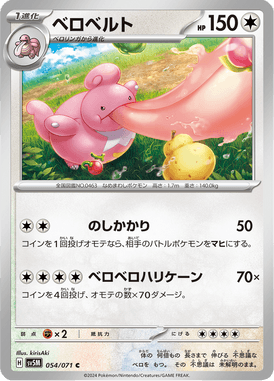 1進化
ベロベルト
HP 150
ベロリンガから進化
全国図鑑NO.0463 なめまわしポケモン 高さ：1.7m 重さ：140.0kg
のしかかり 50
コインを1回投げオモテなら、相手のバトルポケモンをマヒにする。
ベロベロハリケーン 70×
コインを4回投げ、オモテの数×70ダメージ。
弱点 ×2 抵抗力 にげる
Illus. kirisAki
H SV5M 054/071 C
©2024 Pokémon/Nintendo/Creatures/GAME FREAK.